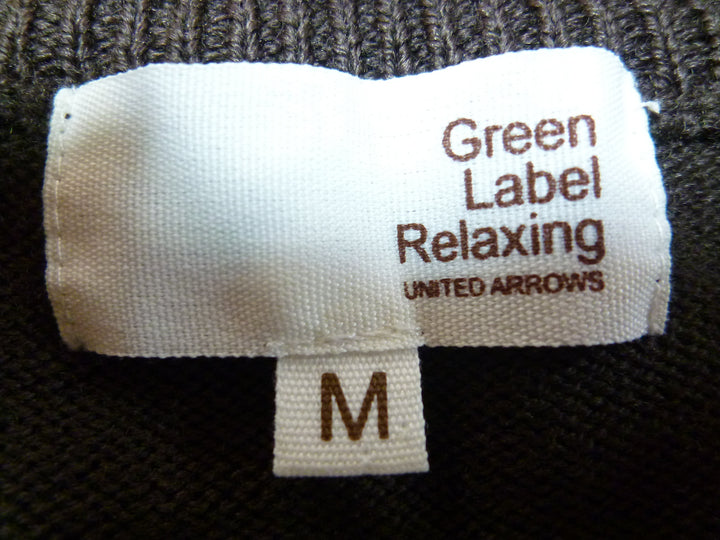 Green
Label
Relaxing
UNITED ARROWS
M